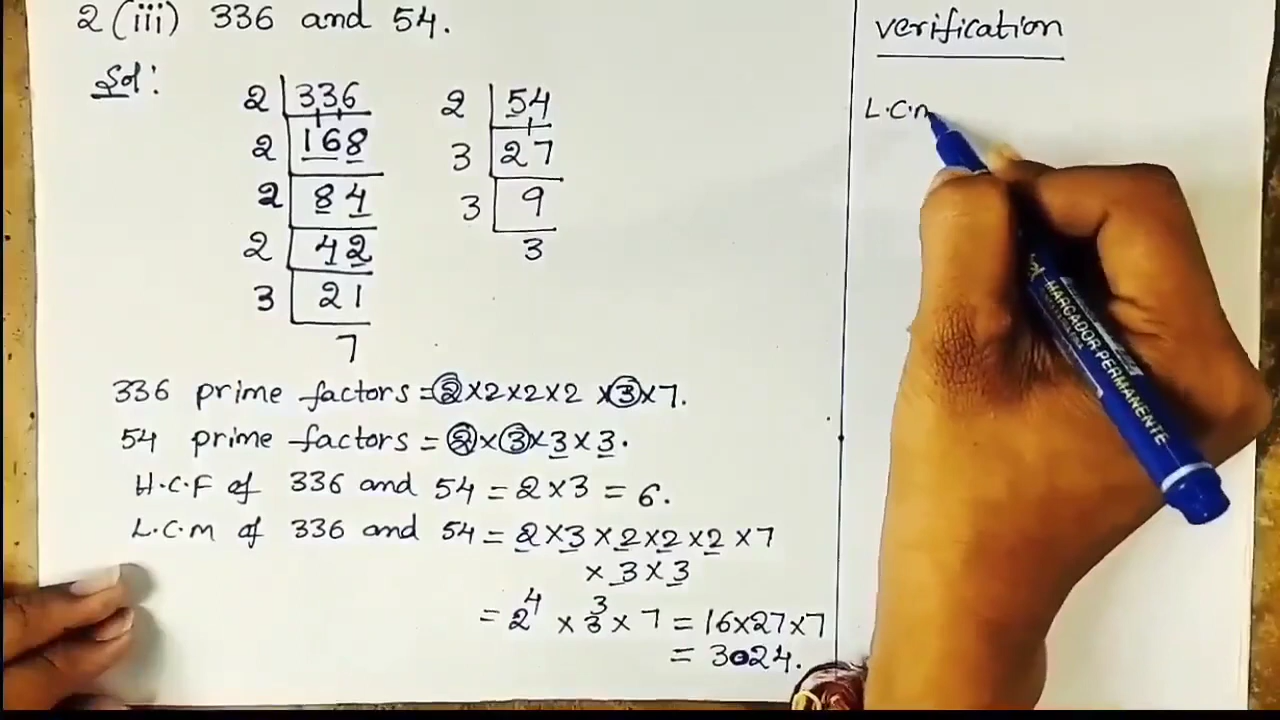 2 (iii) 336 and 54.
Sol:
2 | 336
2 | 168
2 | 84
2 | 42
3 | 21
7
2 | 54
3 | 27
3 | 9
3
336 prime factors = 2×2×2×2 ×3×7.
54 prime factors = 2×3×3×3.
H.C.F of 336 and 54 = 2×3 = 6.
L.C.m of 336 and 54 = 2×3×2×2×2×7
×3×3
= 2⁴ × 3³ × 7 = 16×27×7
= 3024.
verification
L.C.m
MARCADOR PERMANENTE